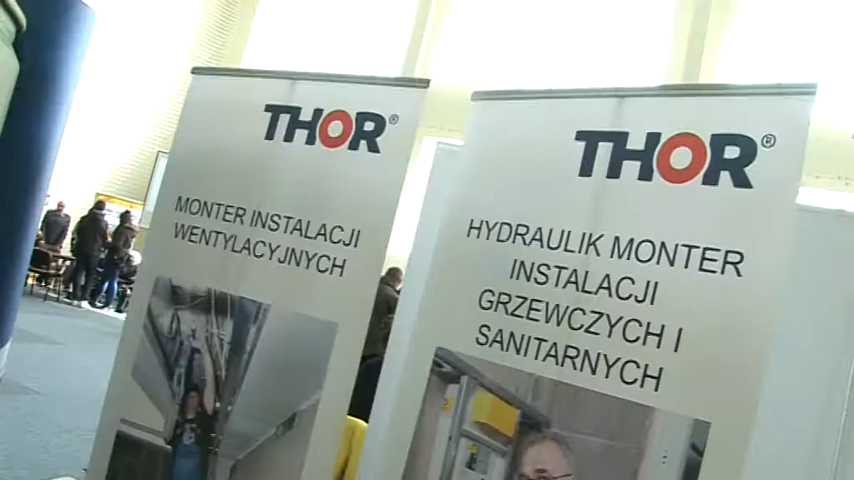 THOR®
MONTER INSTALACJI
WENTYLACYJNYCH
THOR®
HYDRAULIK MONTER
INSTALACJI
GRZEWCZYCH I
SANITARNYCH